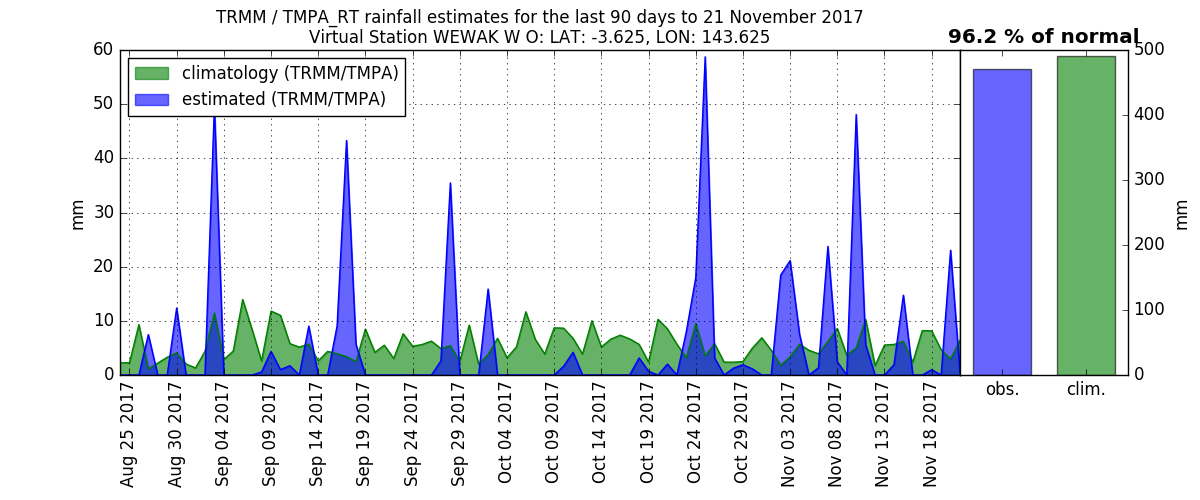 TRMM / TMPA_RT rainfall estimates for the last 90 days to 21 November 2017
Virtual Station WEWAK W O: LAT: -3.625, LON: 143.625
96.2 % of normal
climatology (TRMM/TMPA)
estimated (TRMM/TMPA)
60
50
40
30
20
10
0
mm
500
400
300
200
100
0
mm
obs.
clim.
Aug 25 2017
Aug 30 2017
Sep 04 2017
Sep 09 2017
Sep 14 2017
Sep 19 2017
Sep 24 2017
Sep 29 2017
Oct 04 2017
Oct 09 2017
Oct 14 2017
Oct 19 2017
Oct 24 2017
Oct 29 2017
Nov 03 2017
Nov 08 2017
Nov 13 2017
Nov 18 2017